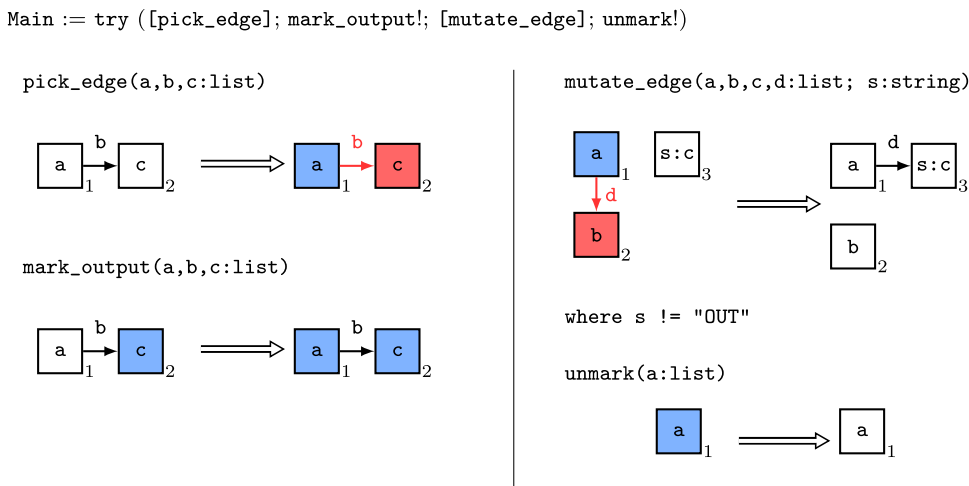 Main := try ([pick_edge]; mark_output!; [mutate_edge]; unmark!)
pick_edge(a,b,c:list)
a 1 b c 2
a 1 b c 2
mark_output(a,b,c:list)
a 1 b c 2
a 1 b c 2
mutate_edge(a,b,c,d:list; s:string)
a 1 s:c 3
d
b 2
a 1 d s:c 3
b 2
where s != "OUT"
unmark(a:list)
a 1 a 1